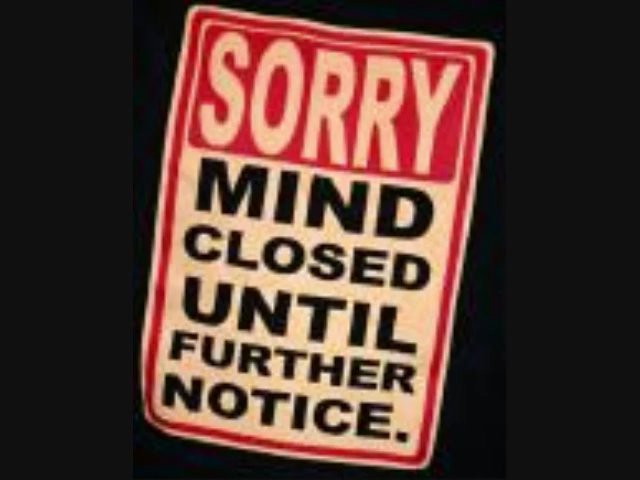 SORRY
MIND
CLOSED
UNTIL
FURTHER
NOTICE.